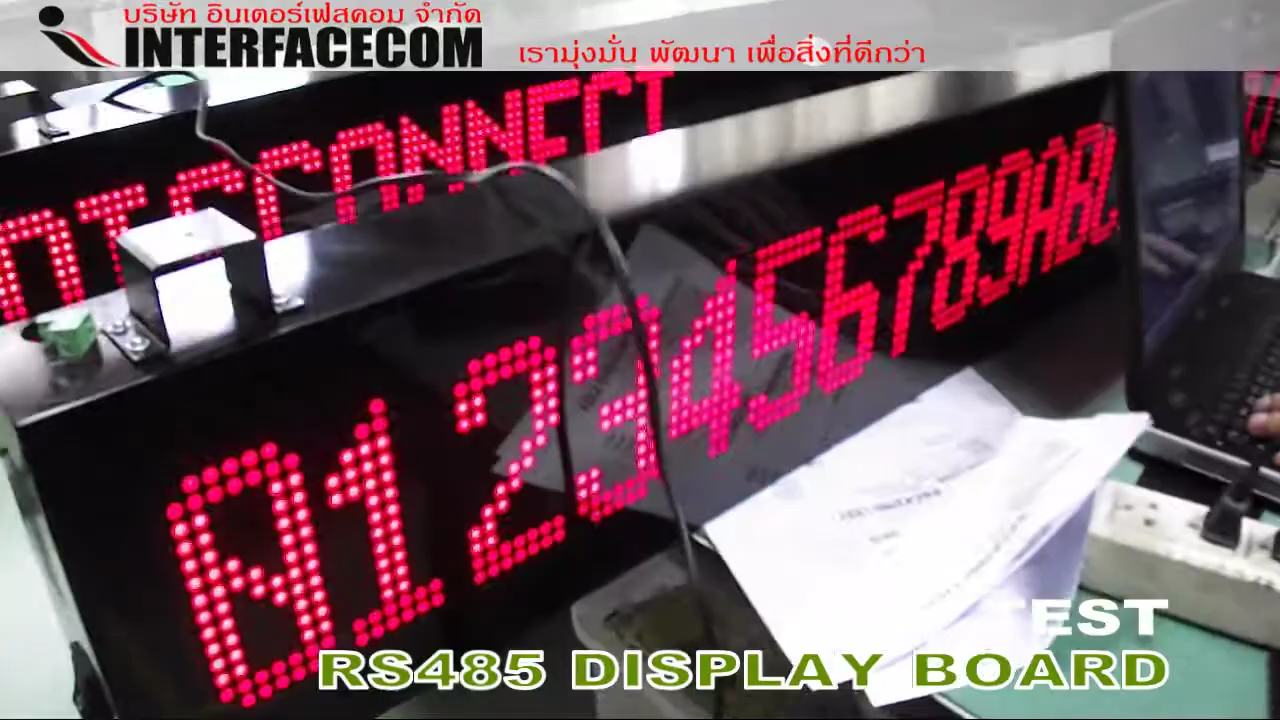 บริษัท อินเตอร์เฟสคอม จำกัด
INTERFACECOM
เรามุ่งมั่น พัฒนา เพื่อสิ่งที่ดีกว่า
DISCONNECT
0123456789ABC
TEST
RS485 DISPLAY BOARD